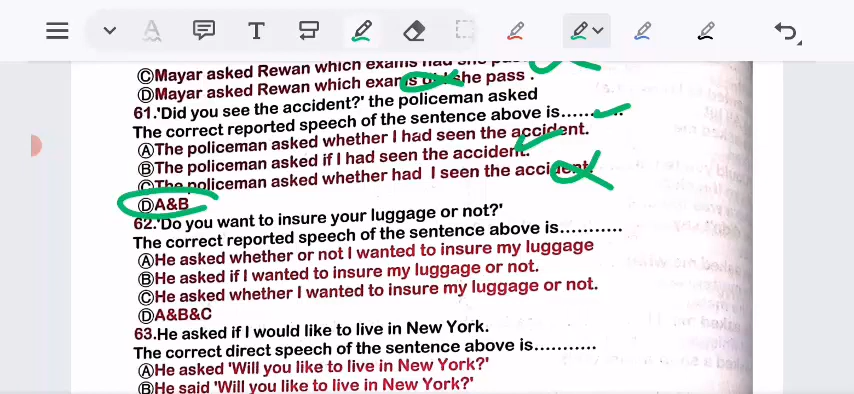 T A
ⒸMayar asked Rewan which exams had she pass
ⒹMayar asked Rewan which exams did she pass .
61.'Did you see the accident?' the policeman asked
The correct reported speech of the sentence above is............
ⒶThe policeman asked whether I had seen the accident.
ⒷThe policeman asked if I had seen the accident.
ⒸThe policeman asked whether had I seen the accident.
ⒹA&B
62.'Do you want to insure your luggage or not?'
The correct reported speech of the sentence above is............
ⒶHe asked whether or not I wanted to insure my luggage
ⒷHe asked if I wanted to insure my luggage or not.
ⒸHe asked whether I wanted to insure my luggage or not.
ⒹA&B&C
63.He asked if I would like to live in New York.
The correct direct speech of the sentence above is...........
ⒶHe asked 'Will you like to live in New York?'
ⒷHe said 'Will you like to live in New York?'